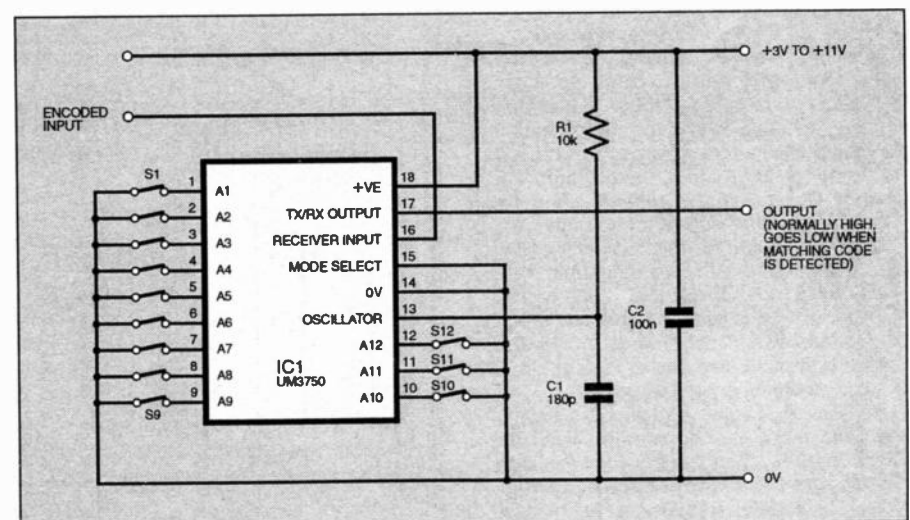 +3V TO +11V
ENCODED
INPUT
R1
10k
S1
1
A1
+VE
18
2
A2
TX/RX OUTPUT
17
OUTPUT
(NORMALLY HIGH,
GOES LOW WHEN
MATCHING CODE
IS DETECTED)
3
A3
RECEIVER INPUT
16
4
A4
MODE SELECT
15
5
A5
0V
14
6
A6
OSCILLATOR
13
C2
100n
7
A7
A12
12
S12
8
A8
IC1
UM3750
A11
11
S11
C1
180p
9
A9
A10
10
S10
S9
0V